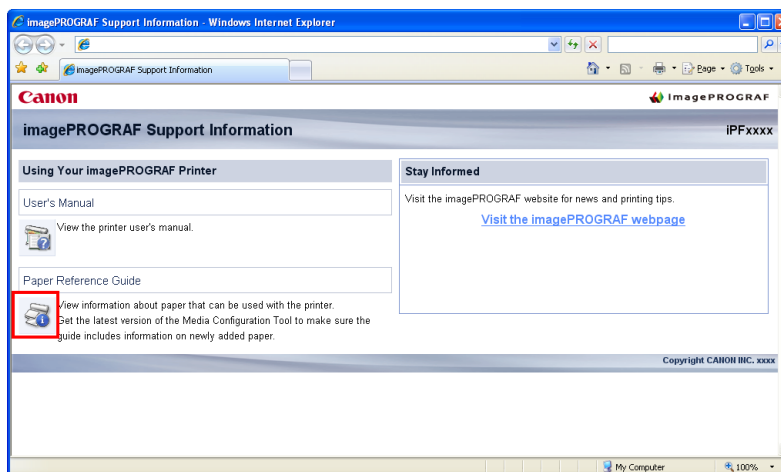 imagePROGRAF Support Information - Windows Internet Explorer
imagePROGRAF Support Information
Page
Tools
Canon
imagePROGRAF
imagePROGRAF Support Information
iPFxxxx
Using Your imagePROGRAF Printer
User's Manual
View the printer user's manual.
Paper Reference Guide
View information about paper that can be used with the printer.
Get the latest version of the Media Configuration Tool to make sure the
guide includes information on newly added paper.
Stay Informed
Visit the imagePROGRAF website for news and printing tips.
Visit the imagePROGRAF webpage
Copyright CANON INC. xxxx
My Computer
100%